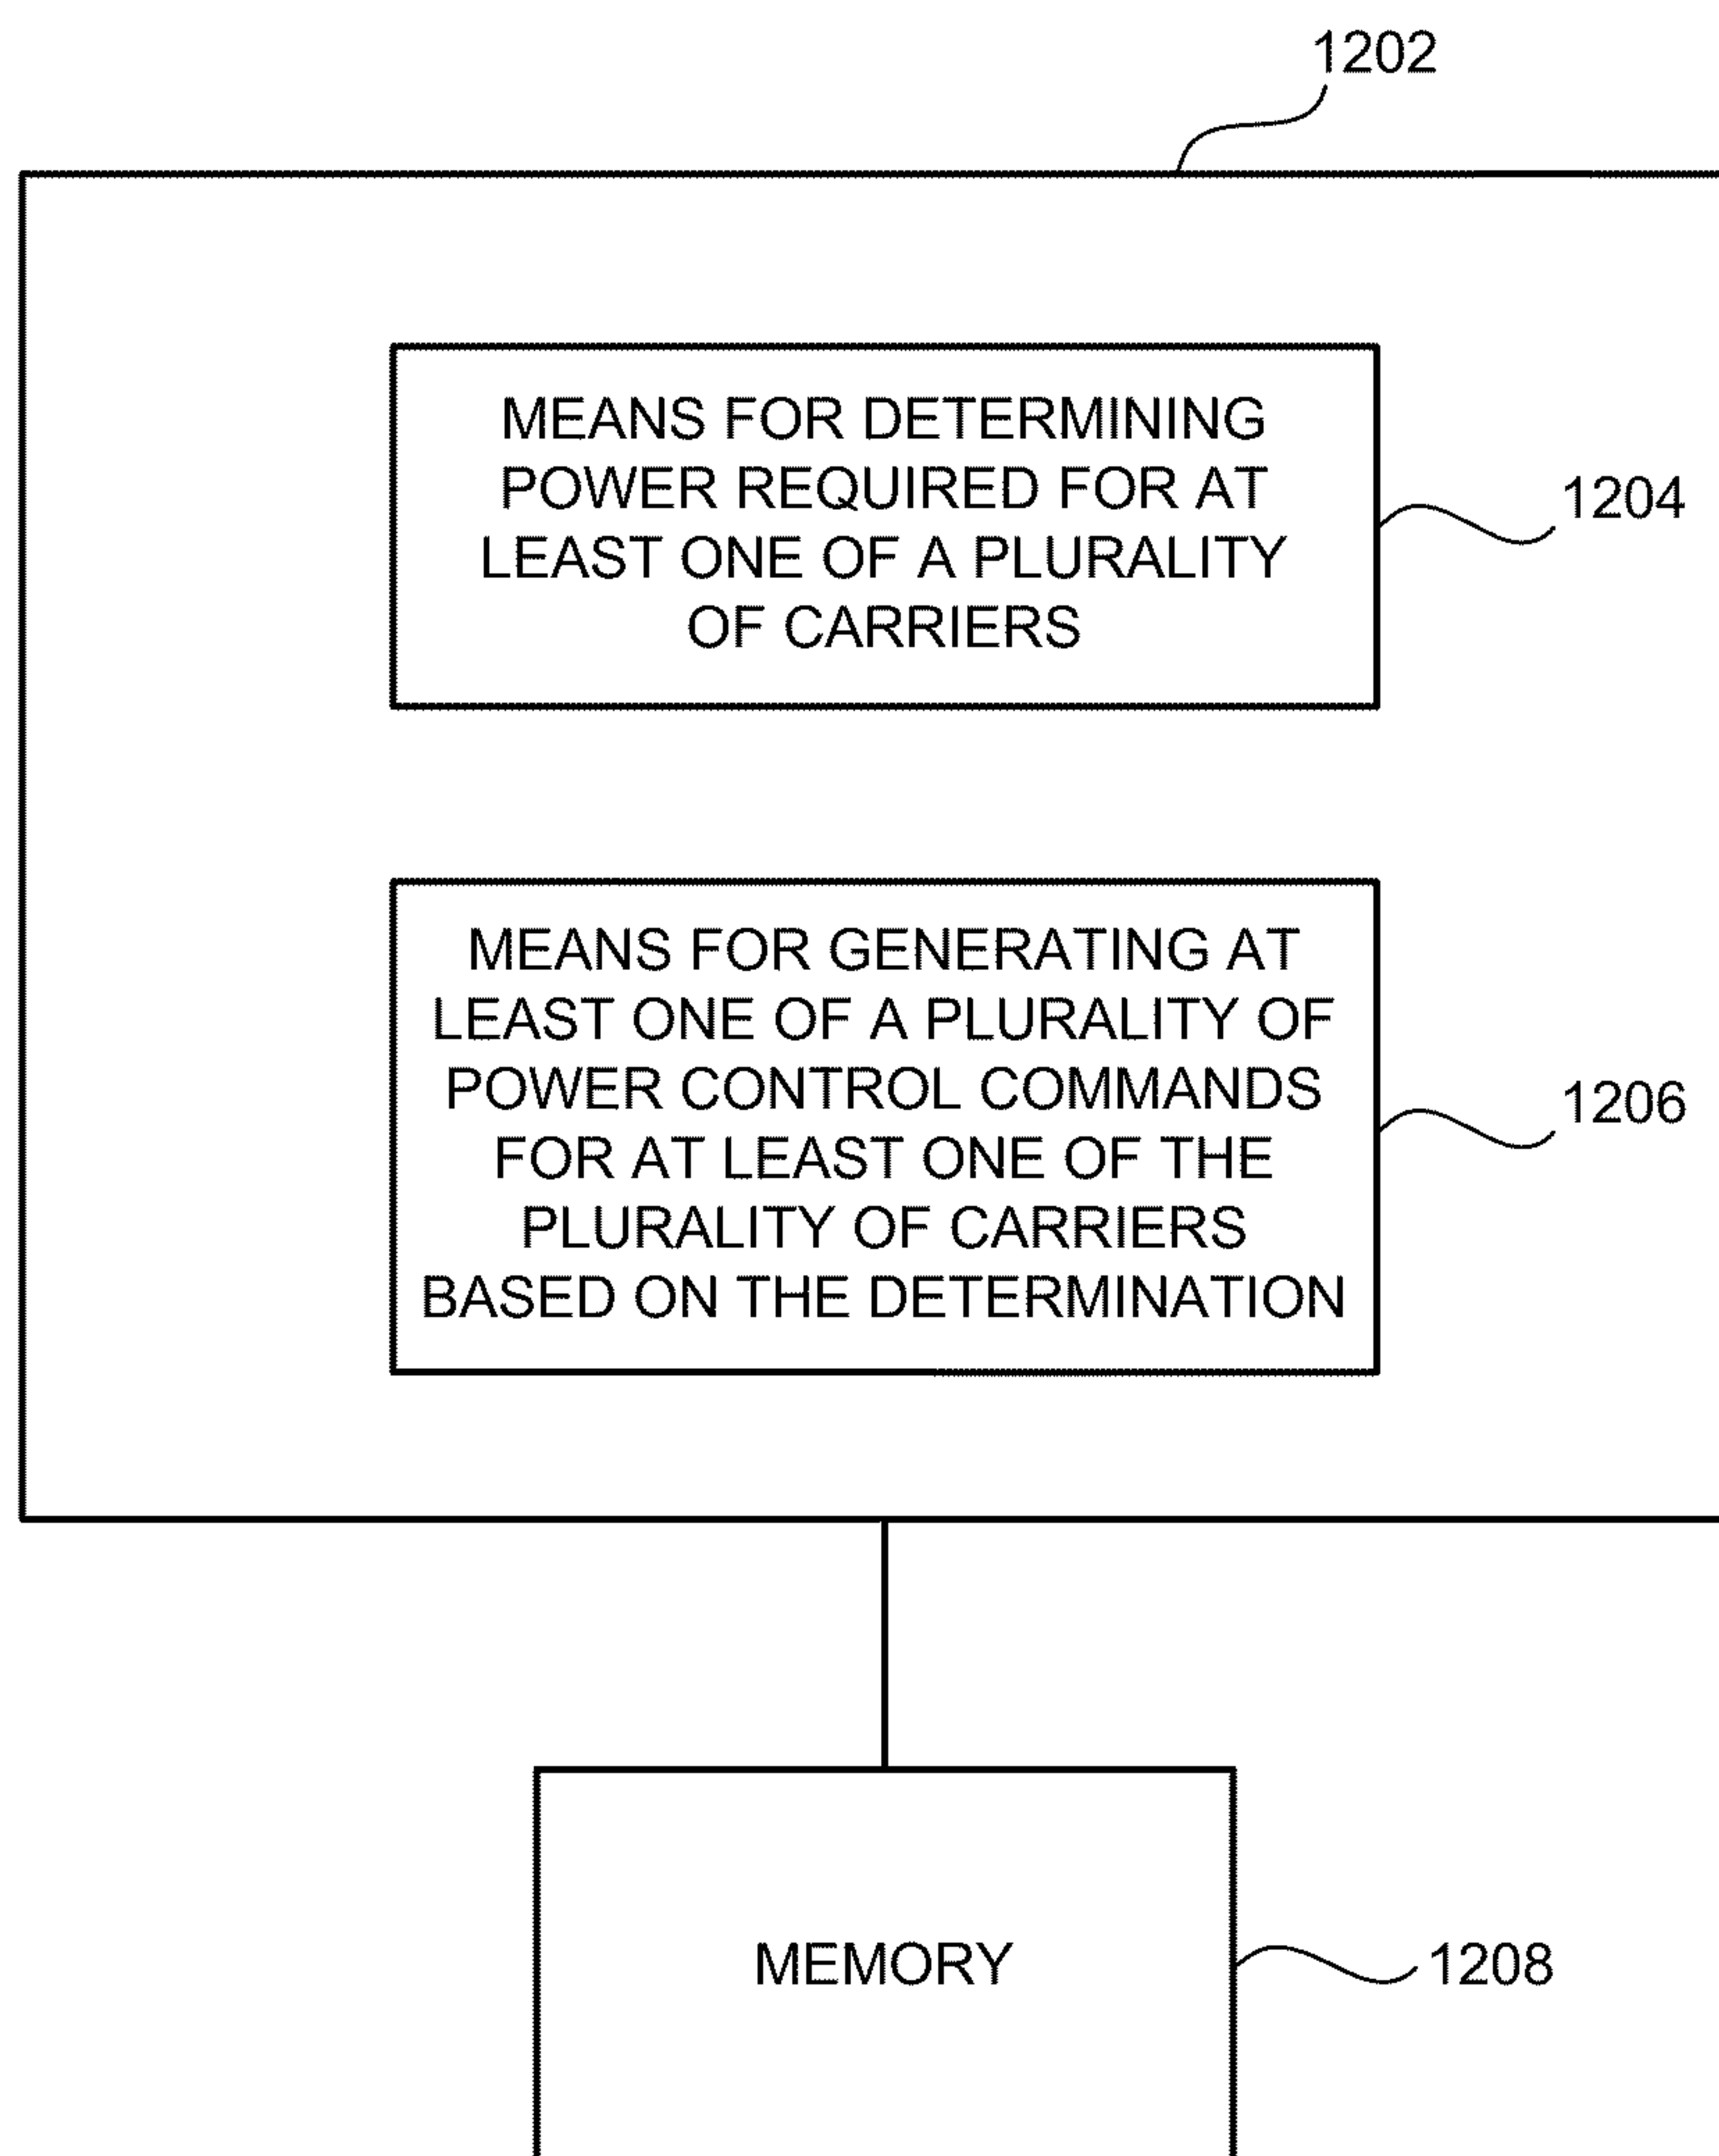 1202
MEANS FOR DETERMINING
POWER REQUIRED FOR AT
LEAST ONE OF A PLURALITY
OF CARRIERS
1204
MEANS FOR GENERATING AT
LEAST ONE OF A PLURALITY OF
POWER CONTROL COMMANDS
FOR AT LEAST ONE OF THE
PLURALITY OF CARRIERS
BASED ON THE DETERMINATION
1206
MEMORY
1208